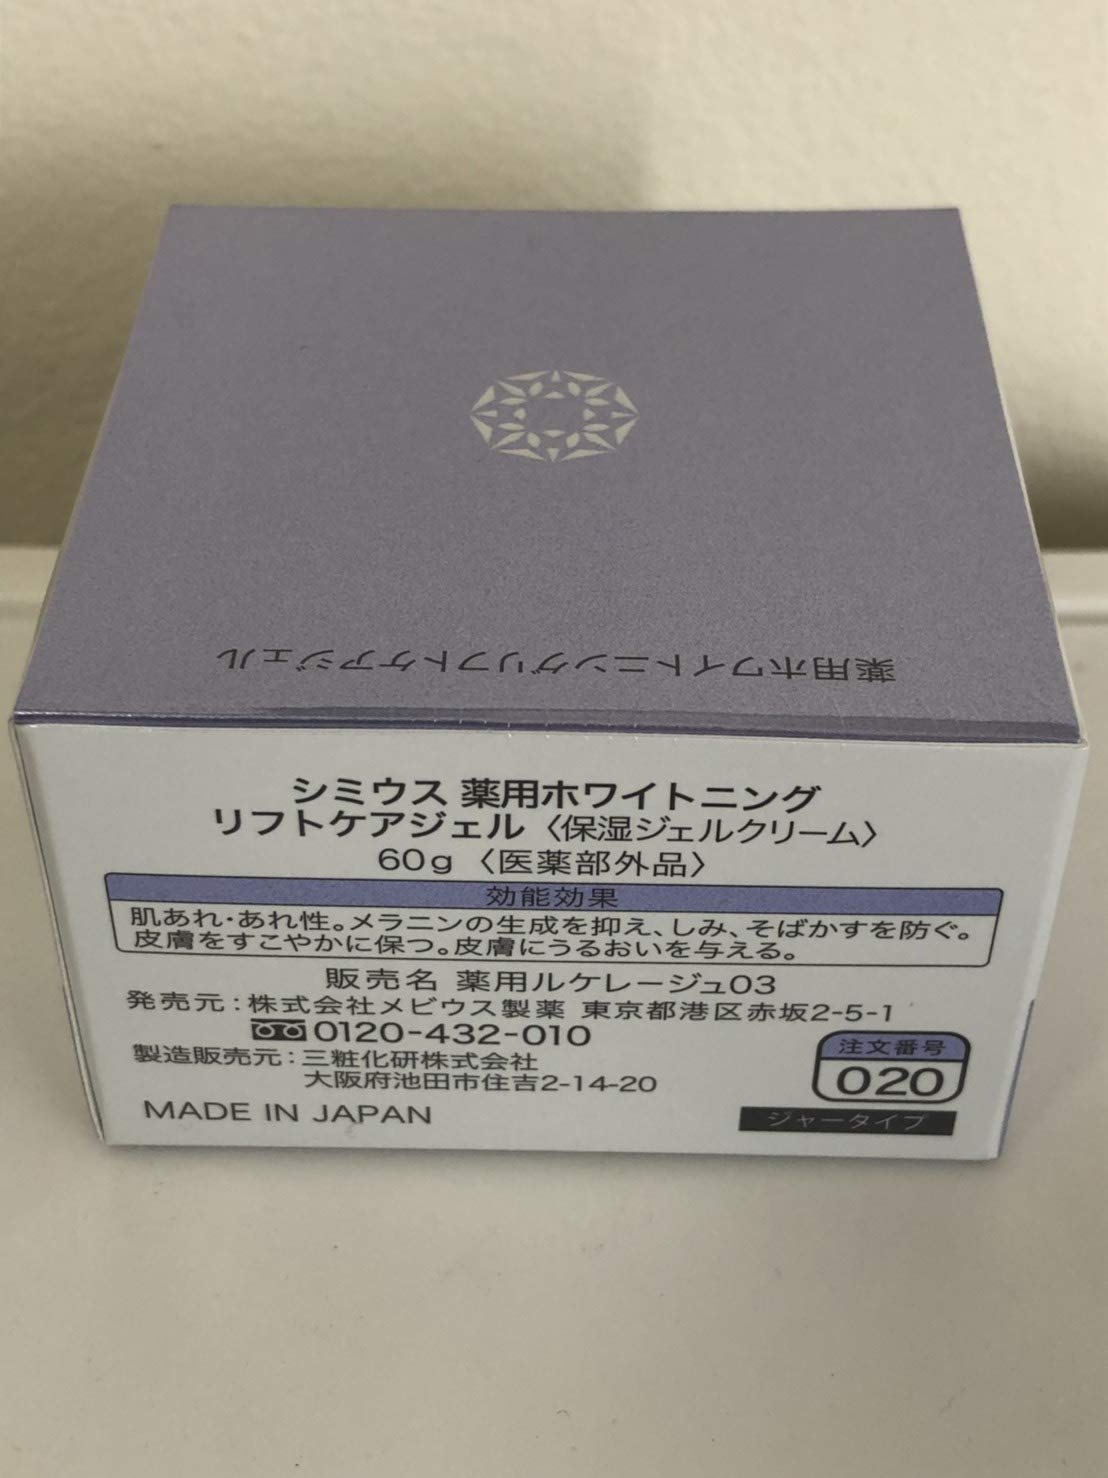 薬用ホワイトニングリフトケアジェル
シミウス 薬用ホワイトニング
リフトケアジェル〈保湿ジェルクリーム〉
60g〈医薬部外品〉
効能効果
肌あれ・あれ性。メラニンの生成を抑え、しみ、そばかすを防ぐ。
皮膚をすこやかに保つ。皮膚にうるおいを与える。
販売名 薬用ルケレージュ03
発売元：株式会社メビウス製薬 東京都港区赤坂2-5-1
0120-432-010
製造販売元：三粧化研株式会社
大阪府池田市住吉2-14-20
MADE IN JAPAN
注文番号
020
ジャータイプ